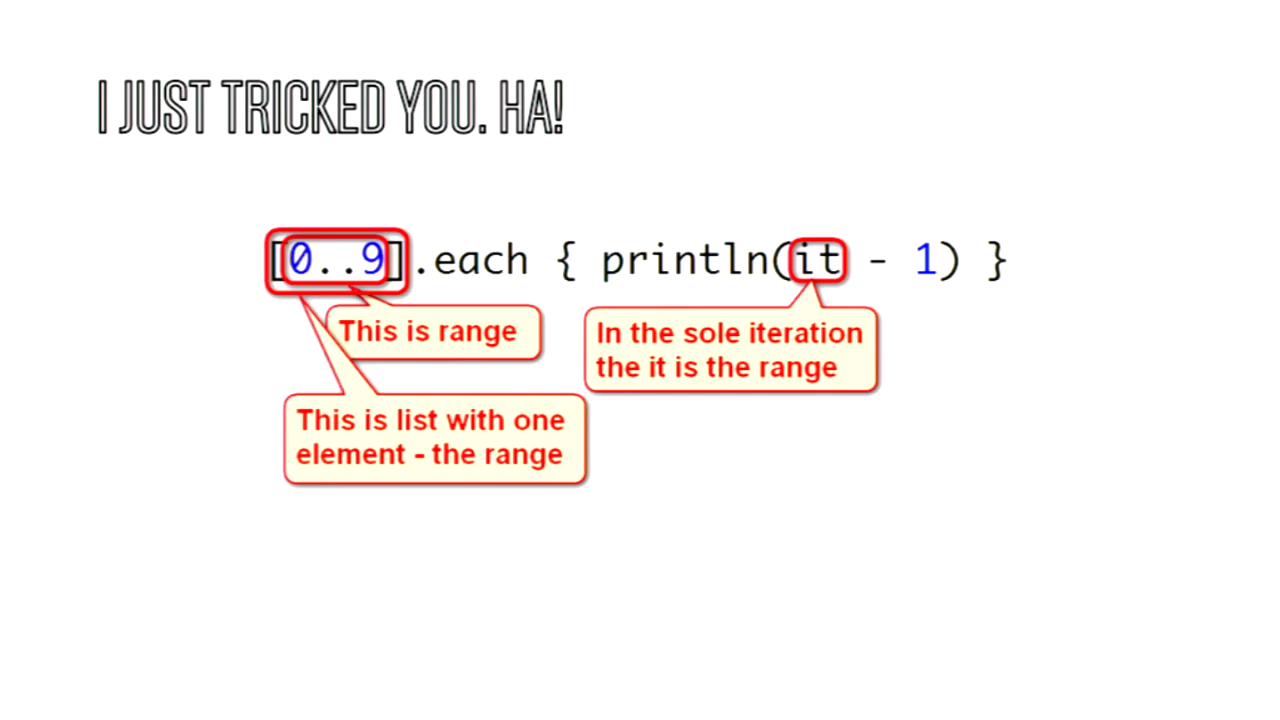 I JUST TRICKED YOU. HA!
[0..9].each { println(it - 1) }
This is range
In the sole iteration
the it is the range
This is list with one
element - the range